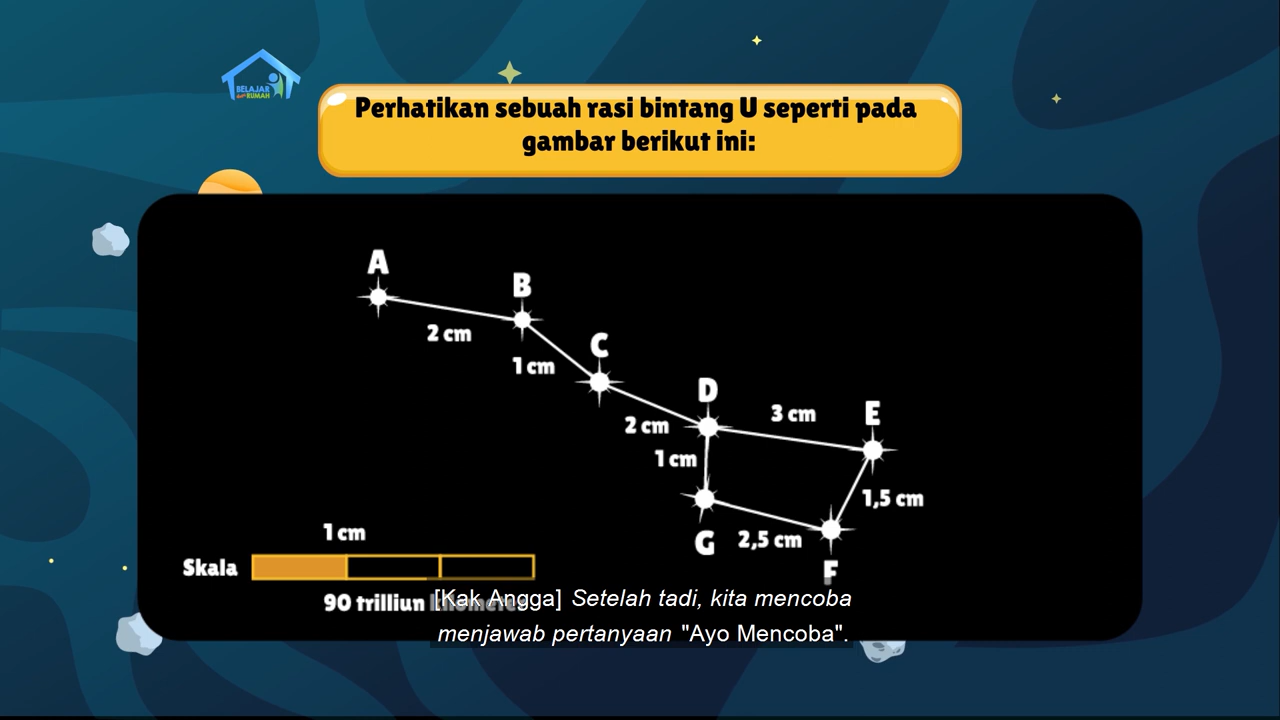 BELAJAR
dari RUMAH
Perhatikan sebuah rasi bintang U seperti pada
gambar berikut ini:
A
B
2 cm
C
1 cm
D
3 cm
E
2 cm
1 cm
1,5 cm
G
2,5 cm
F
1 cm
Skala
90 trilliun
[Kak Angga] Setelah tadi, kita mencoba
menjawab pertanyaan "Ayo Mencoba".